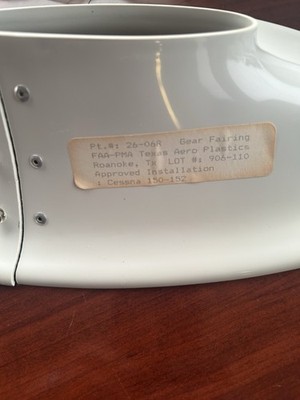 Pt.#: 26-06R Gear Fairing
FAA-PMA Texas Aero Plastics
Roanoke, Tx LOT #: 906-110
Approved Installation
: Cessna 150-152